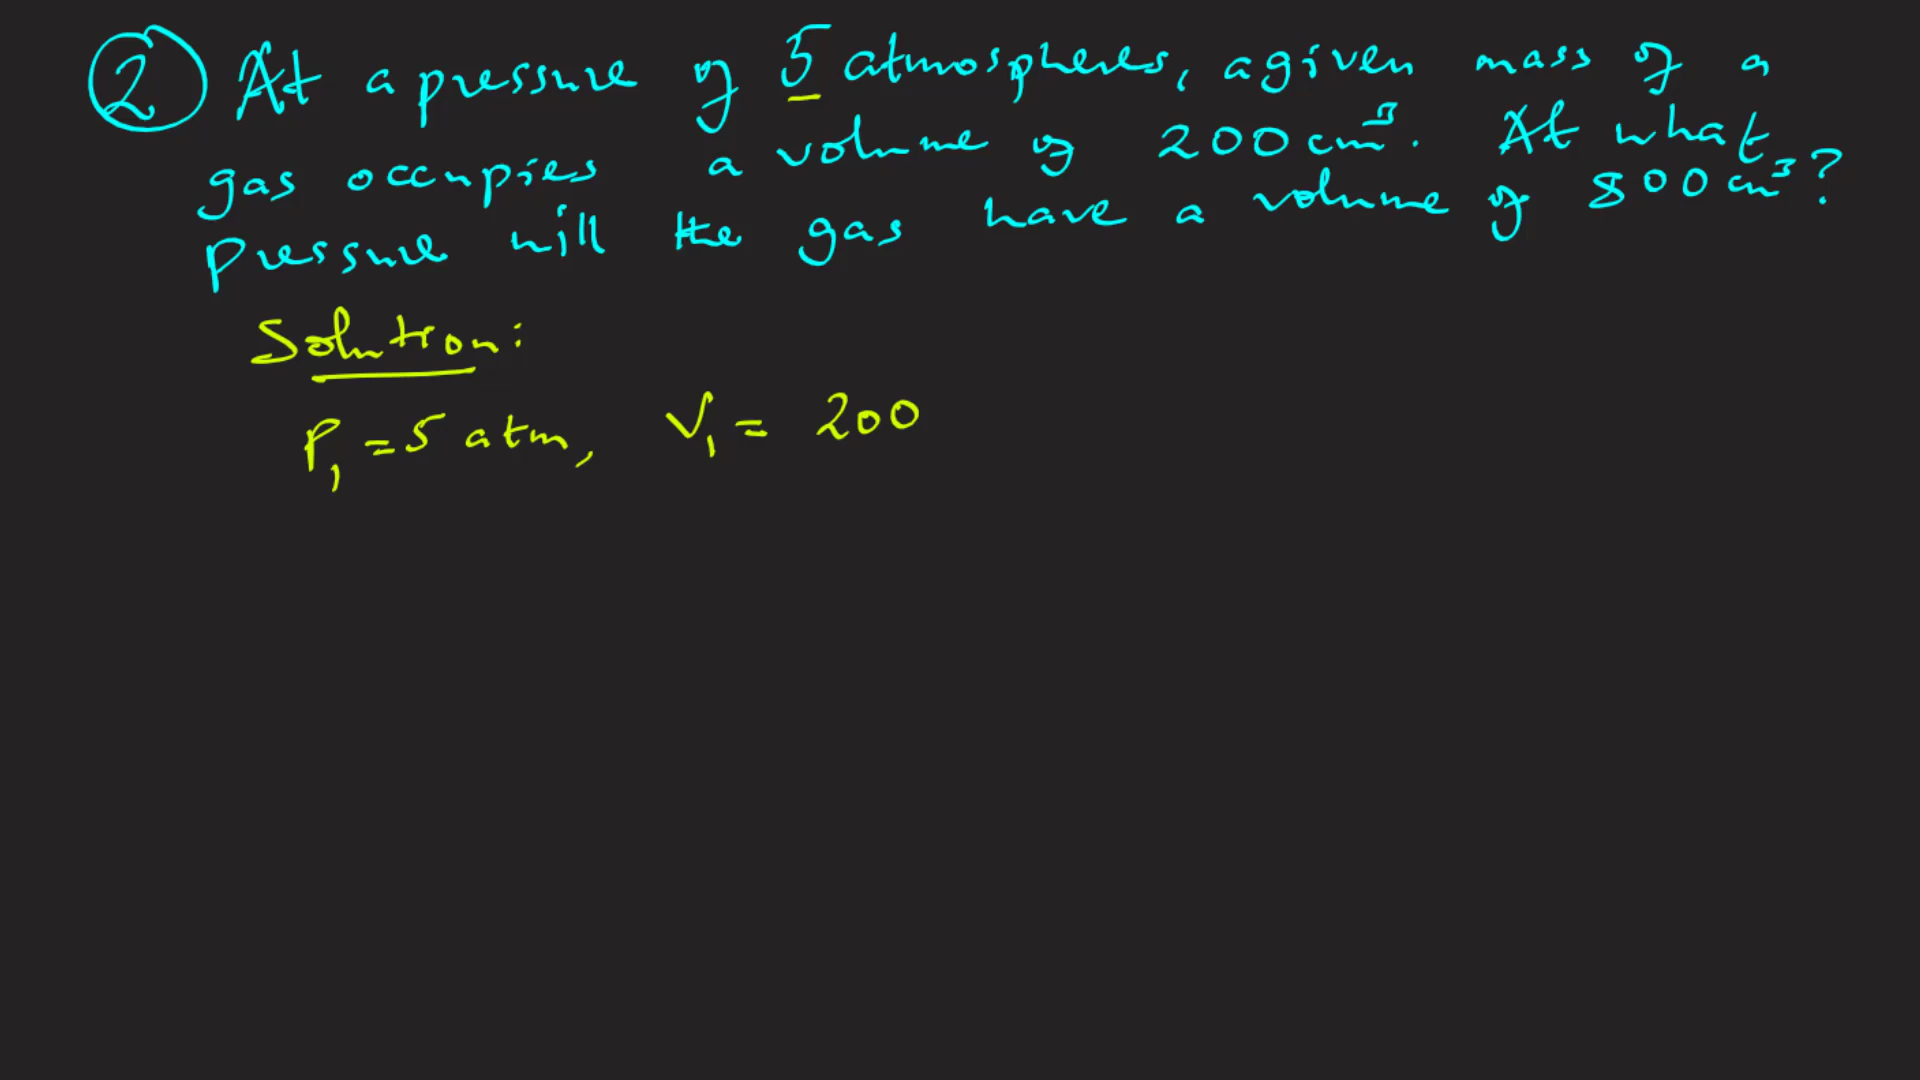 ② At a pressure of 5 atmospheres, a given mass of a
gas occupies a volume of 200 cm³. At what
pressure will the gas have a volume of 800 cm³?
Solution:
P₁ = 5 atm, V₁ = 200